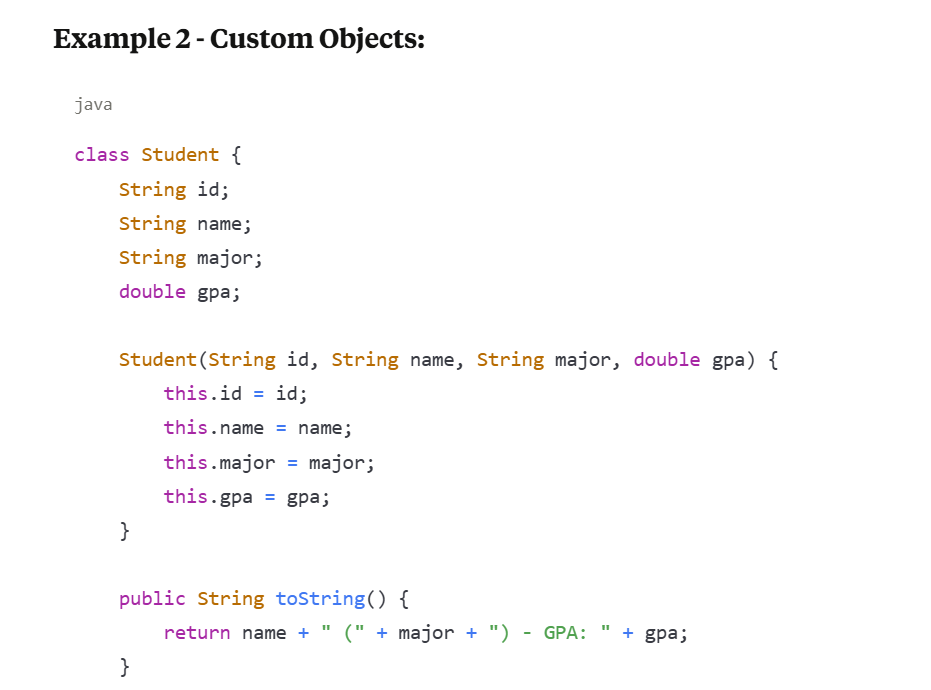 Example 2 - Custom Objects:
java
class Student {
    String id;
    String name;
    String major;
    double gpa;

    Student(String id, String name, String major, double gpa) {
        this.id = id;
        this.name = name;
        this.major = major;
        this.gpa = gpa;
    }

    public String toString() {
        return name + " (" + major + ") - GPA: " + gpa;
    }